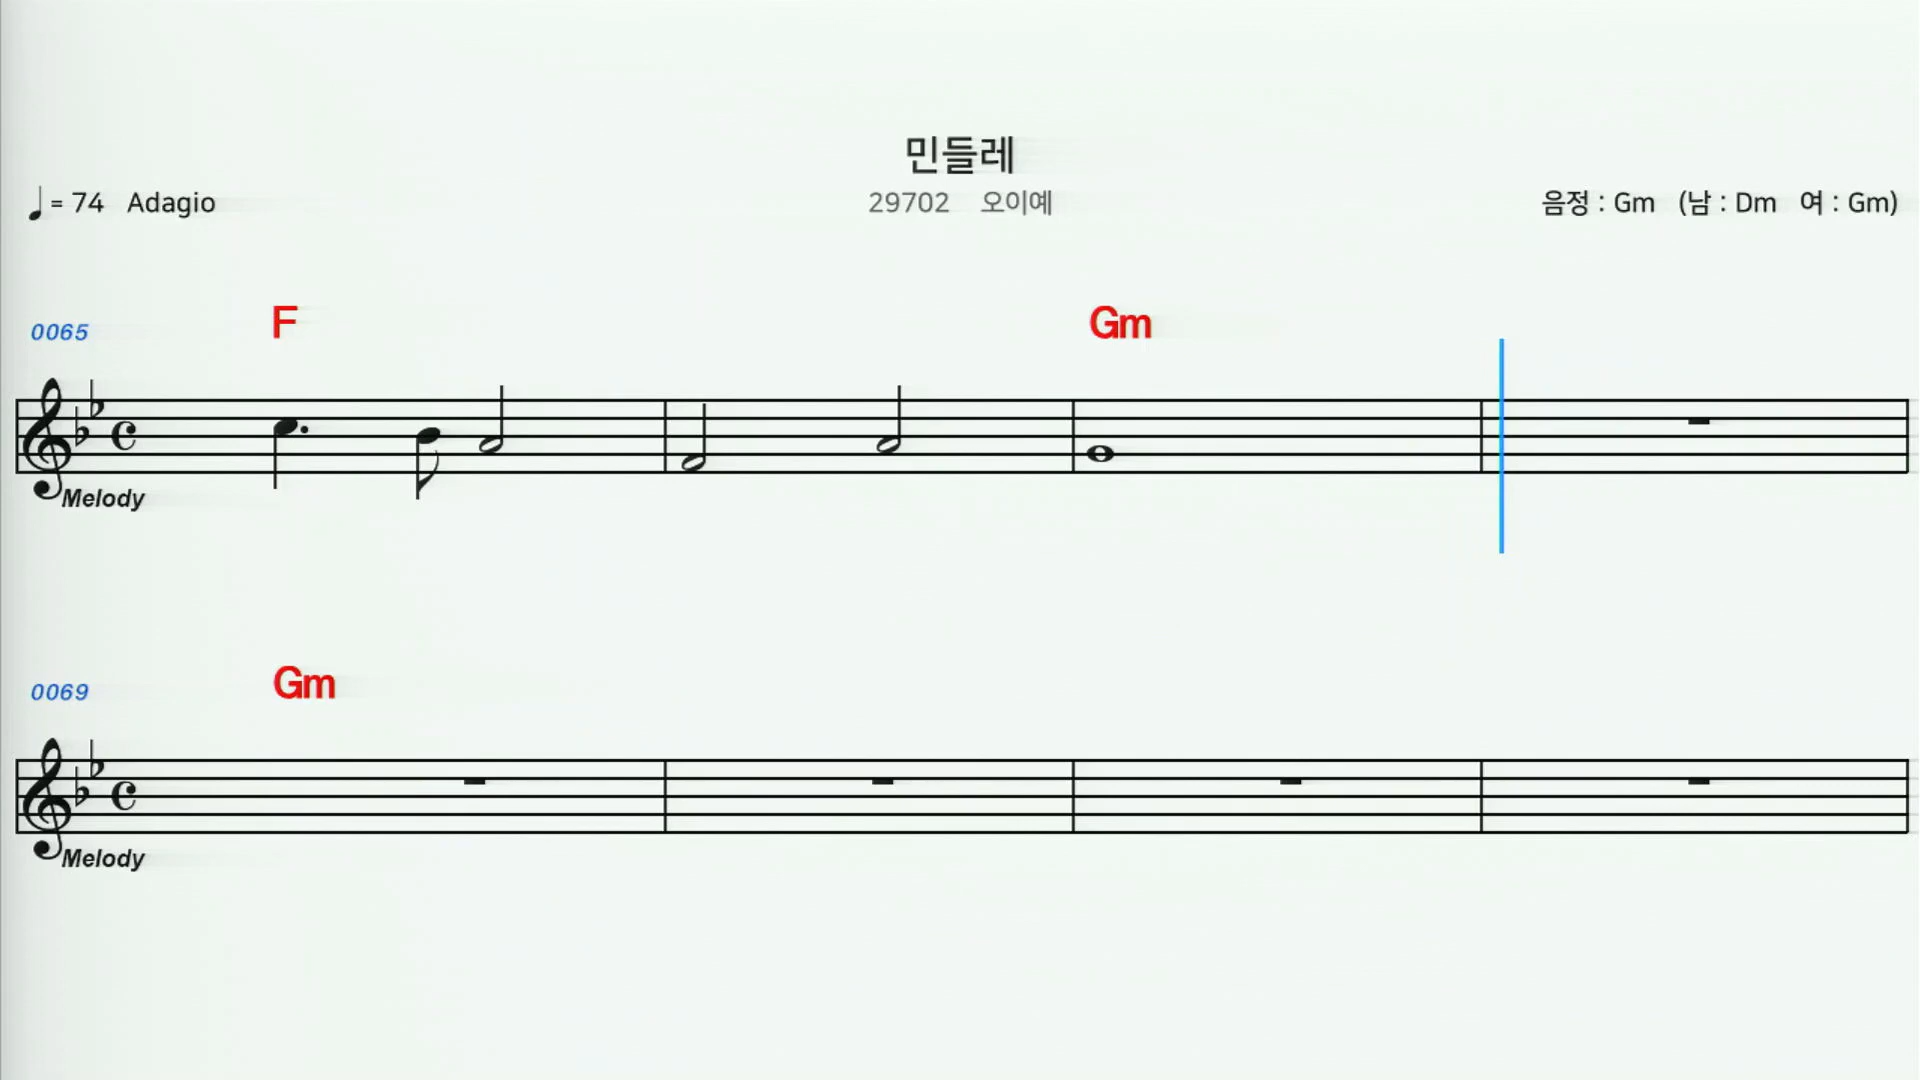 민들레
= 74 Adagio
29702 오이예
음정 : Gm (남 : Dm 여 : Gm)
0065
F
Gm
Melody
0069
Gm
Melody